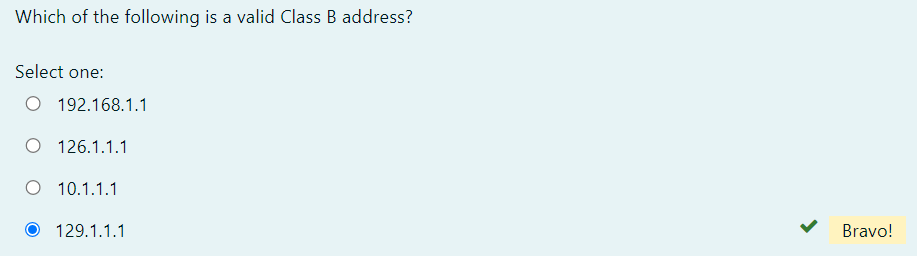 Which of the following is a valid Class B address?
Select one:
192.168.1.1
126.1.1.1
10.1.1.1
129.1.1.1
Bravo!